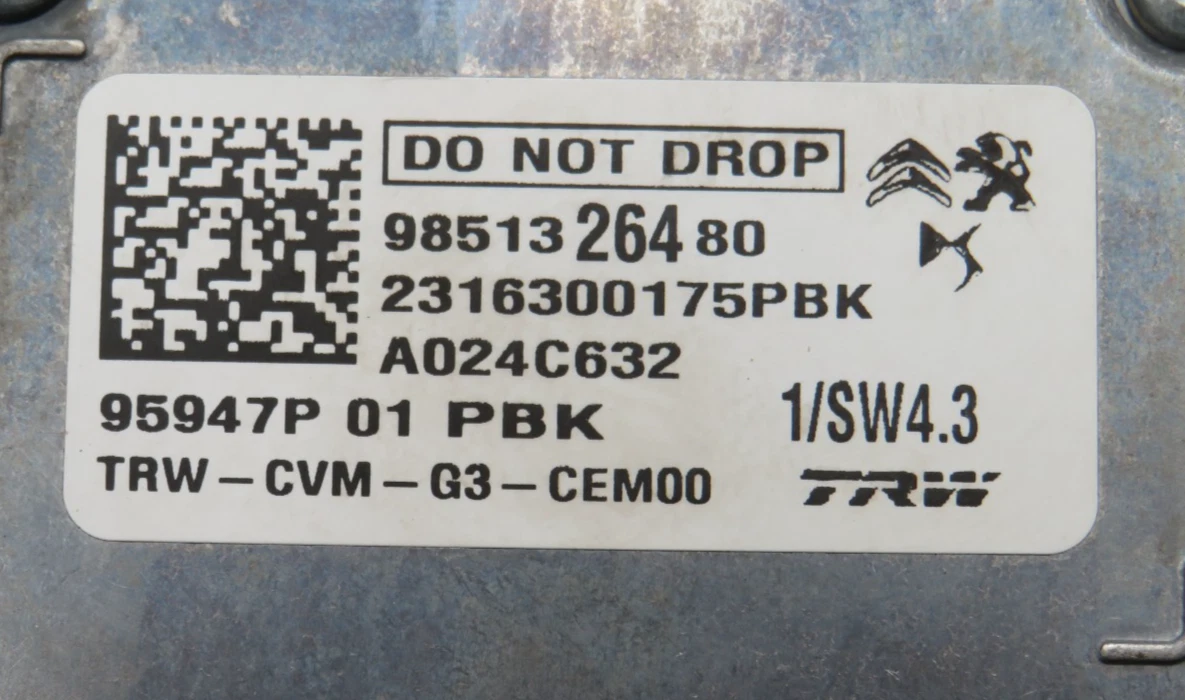 DO NOT DROP
98513 264 80
2316300175PBK
A024C632
95947P 01 PBK
1/SW4.3
TRW-CVM-G3-CEM00
TRW